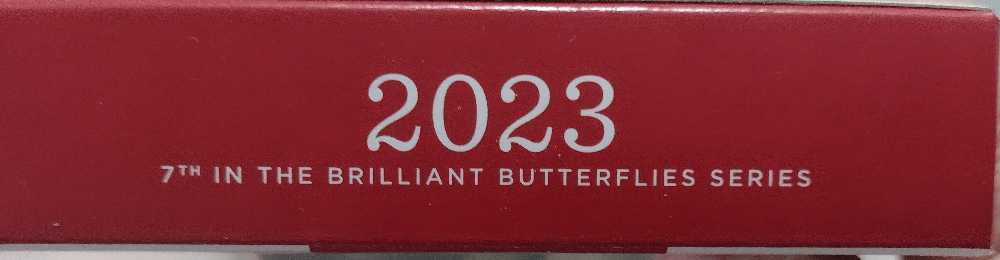 2023
7TH IN THE BRILLIANT BUTTERFLIES SERIES